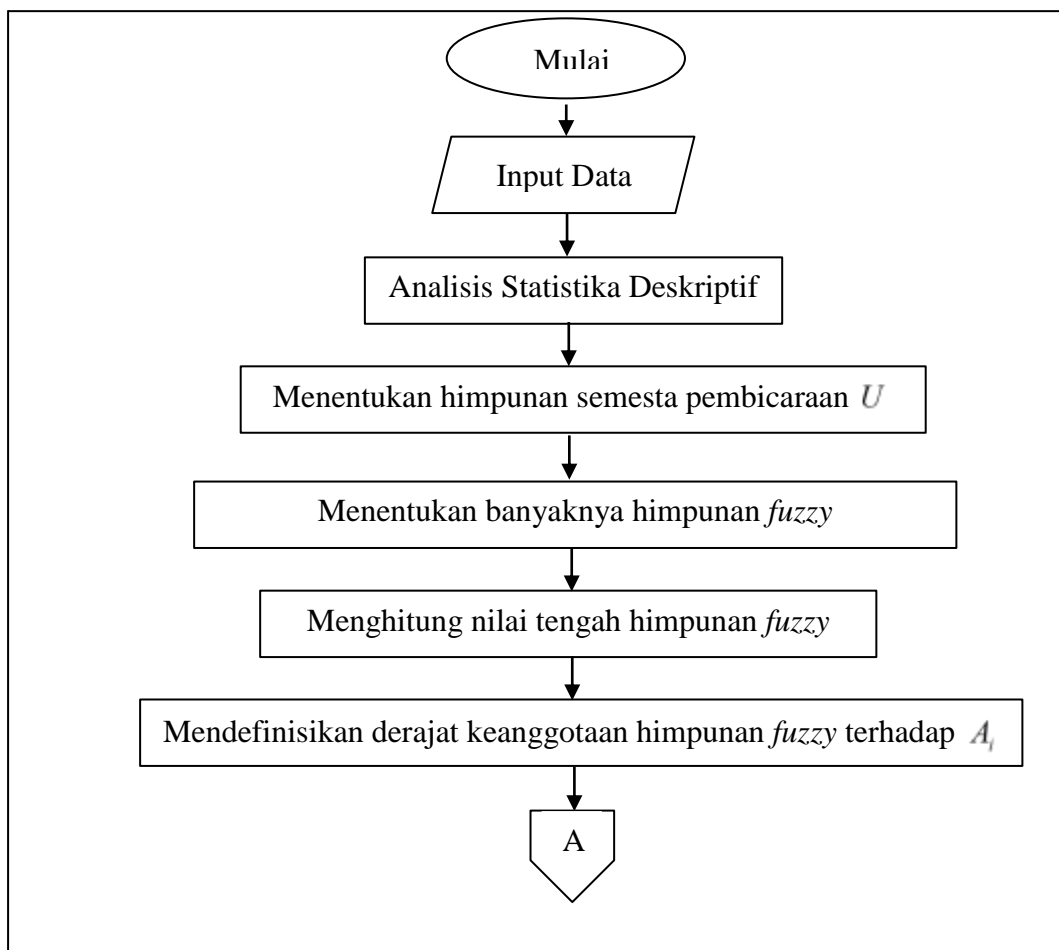 Mulai
Input Data
Analisis Statistika Deskriptif
Menentukan himpunan semesta pembicaraan U
Menentukan banyaknya himpunan fuzzy
Menghitung nilai tengah himpunan fuzzy
Mendefinisikan derajat keanggotaan himpunan fuzzy terhadap A_i
A